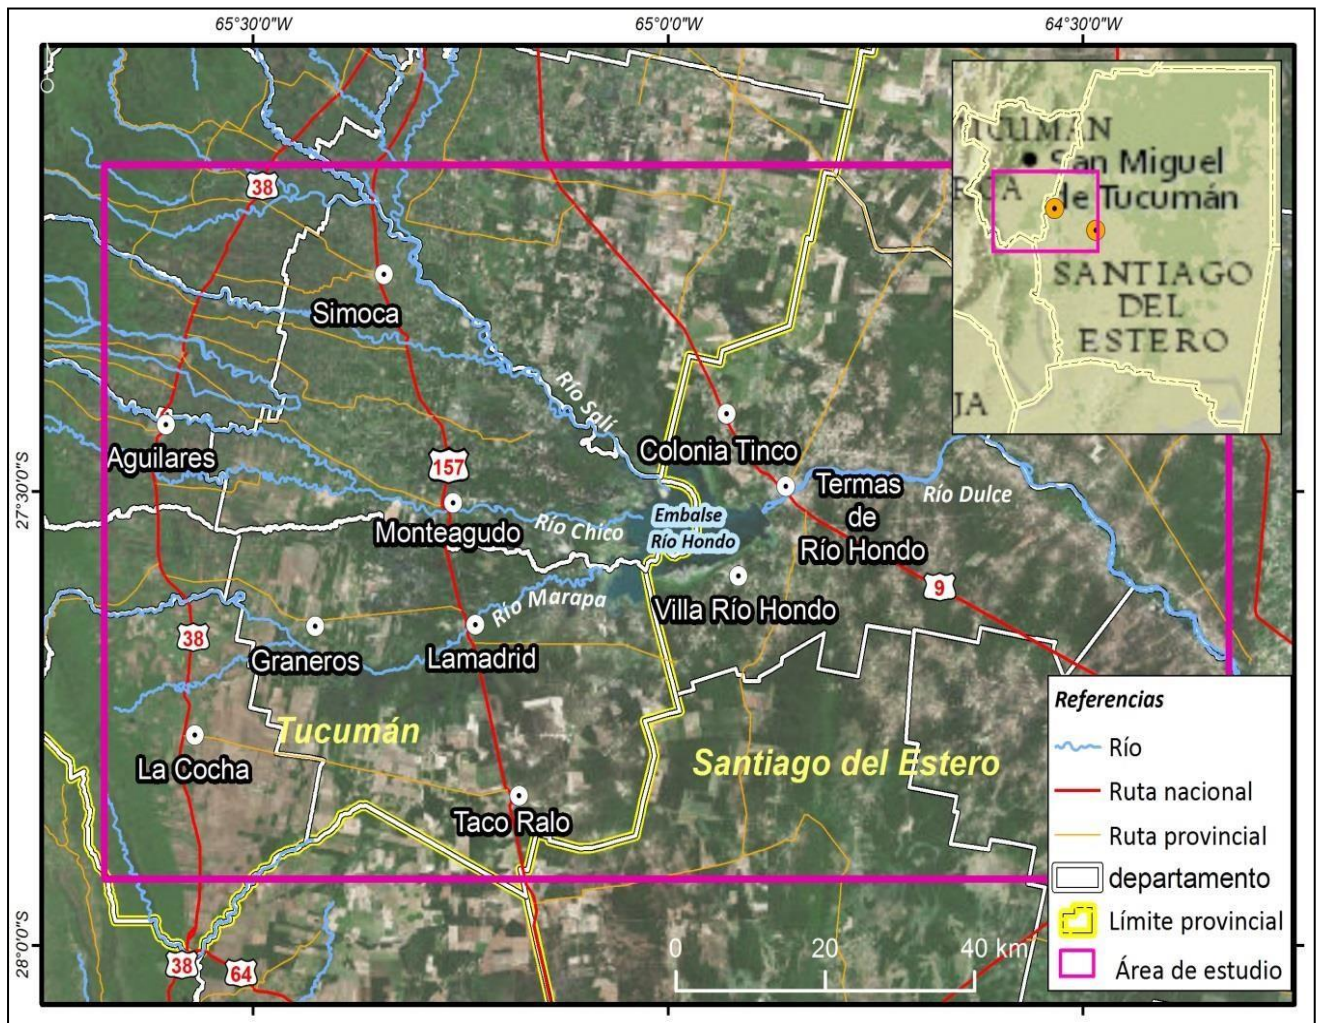 65°30'0"W
65°0'0"W
64°30'0"W
TUCUMÁN
San Miguel
de Tucumán
SANTIAGO
DEL
ESTERO
JA
38
Simoca
Río Salí
Aguilares
157
Colonia Tinco
Termas
de
Río Hondo
Río Dulce
27°30'0"S
Monteagudo
Río Chico
Embalse
Río Hondo
9
Villa Río Hondo
Río Marapa
38
Graneros
Lamadrid
Tucumán
Santiago del Estero
La Cocha
Taco Ralo
28°0'0"S
38
64
0 20 40 km
Referencias
Río
Ruta nacional
Ruta provincial
departamento
Límite provincial
Área de estudio